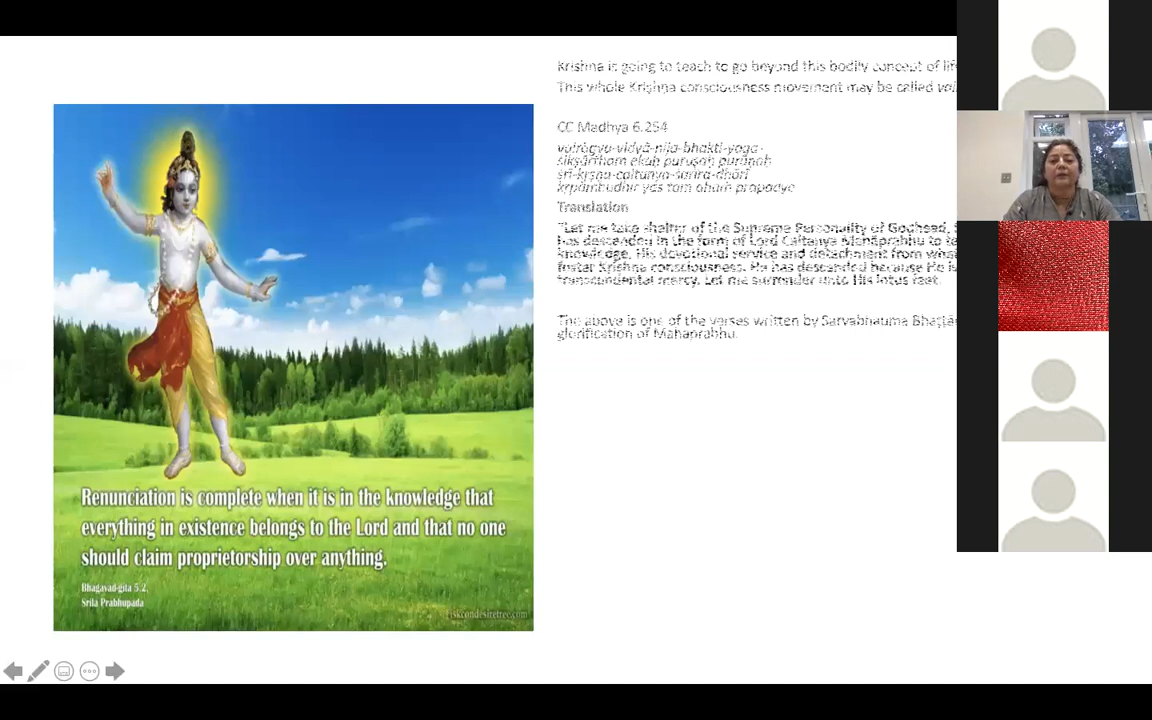 Krishna is going to teach to go beyond this bodily concept of
This whole Krishna consciousness movement may be called
CC Madhya 6.254
vairāgya-vidyā-nija-bhakti-yoga-
śikṣārtham ekaḥ puruṣaḥ purāṇaḥ
śrī-kṛṣṇa-caitanya-śarīra-dhārī
kṛpāmbudhir yas tam ahaṁ prapadye
Translation
"Let me take shelter of the Supreme Personality of Godhead,
has descended in the form of Lord Caitanya Mahāprabhu to
knowledge, His devotional service and detachment from
foster Krishna consciousness. He has descended because He is
transcendental mercy. Let me surrender unto His lotus feet.
The above is one of the verses written by Sarvabhauma
glorification of Mahaprabhu.
Renunciation is complete when it is in the knowledge that
everything in existence belongs to the Lord and that no one
should claim proprietorship over anything.
Bhagavad-gita 5.2,
Srila Prabhupada
iskcondesiretree.com